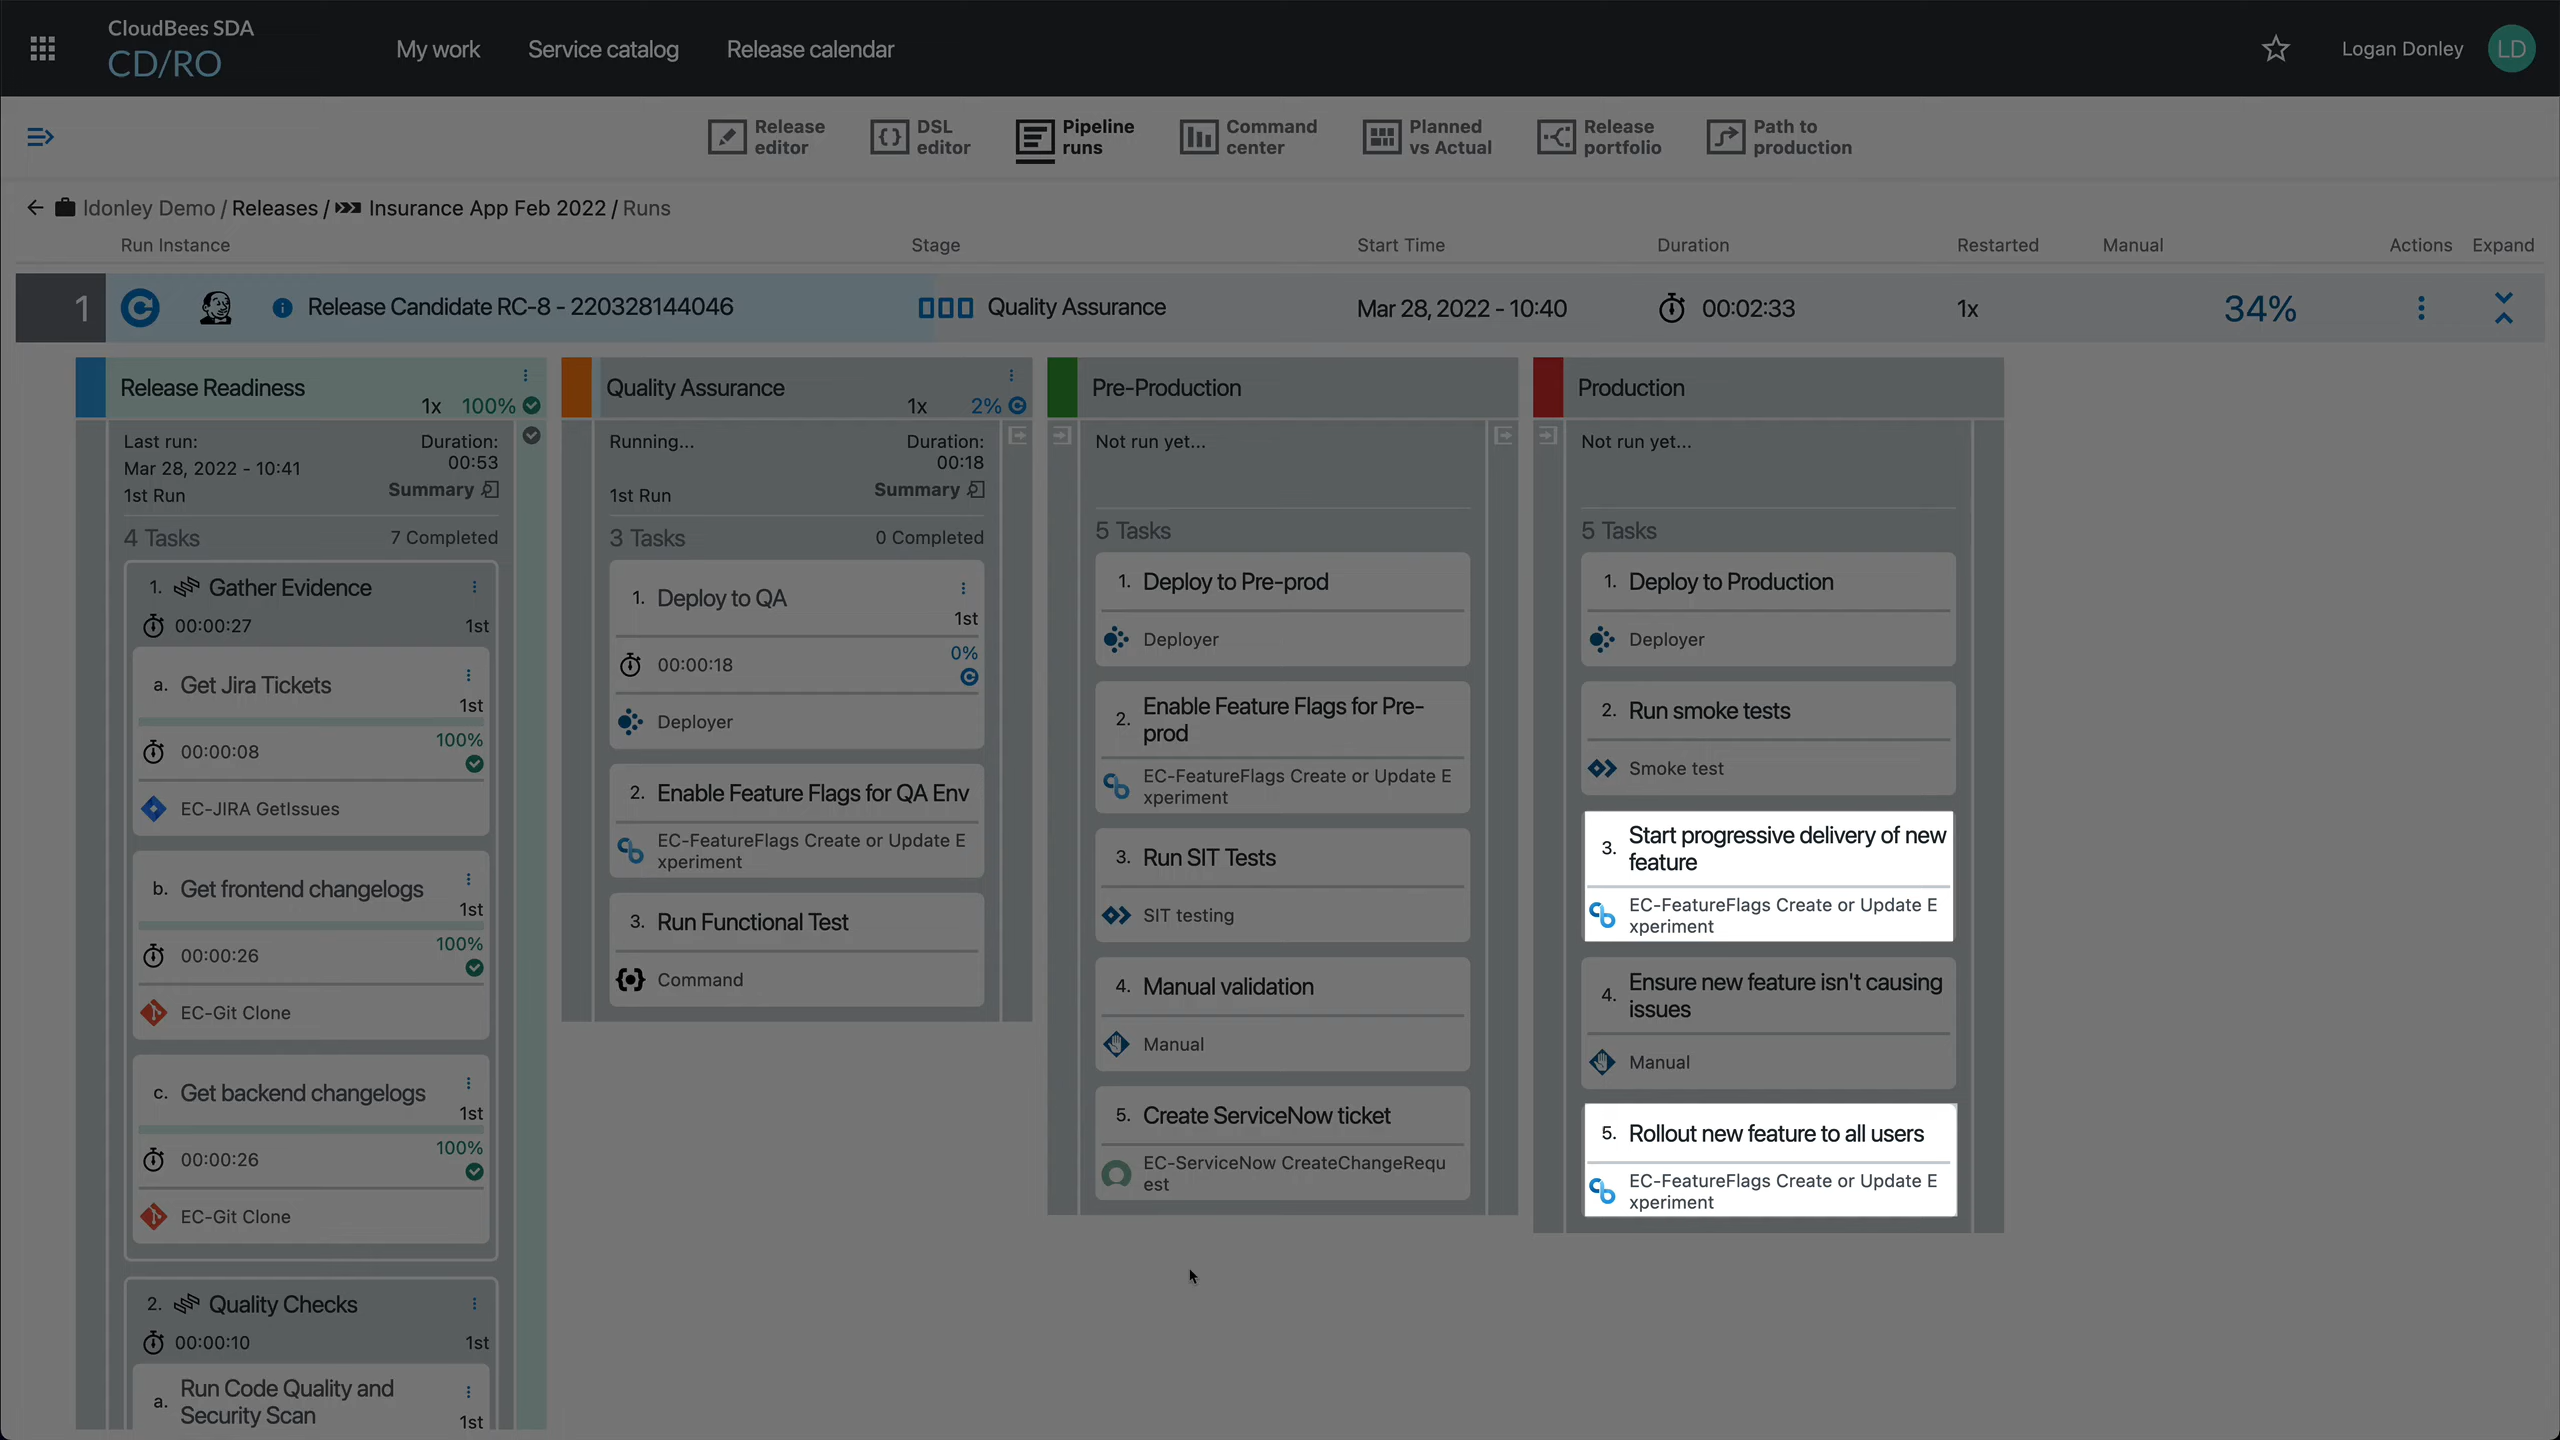 CloudBees SDA
CD/RO
My work
Service catalog
Release calendar
Logan Donley
LD
Release
editor
DSL
editor
Pipeline
runs
Command
center
Planned
vs Actual
Release
portfolio
Path to
production
ldonley Demo / Releases / Insurance App Feb 2022 / Runs
Run Instance
Stage
Start Time
Duration
Restarted
Manual
Actions
Expand
1
Release Candidate RC-8 - 220328144046
Quality Assurance
Mar 28, 2022 - 10:40
00:02:33
1x
34%
Release Readiness
1x 100%
Last run:
Mar 28, 2022 - 10:41
1st Run
Duration:
00:53
Summary
4 Tasks
7 Completed
1. Gather Evidence
00:00:27
1st
a. Get Jira Tickets
1st
00:00:08
100%
EC-JIRA GetIssues
b. Get frontend changelogs
1st
00:00:26
100%
EC-Git Clone
c. Get backend changelogs
1st
00:00:26
100%
EC-Git Clone
2. Quality Checks
00:00:10
1st
a. Run Code Quality and
Security Scan
1st
Quality Assurance
1x 2%
Running...
1st Run
Duration:
00:18
Summary
3 Tasks
0 Completed
1. Deploy to QA
1st
00:00:18
0%
Deployer
2. Enable Feature Flags for QA Env
EC-FeatureFlags Create or Update E
xperiment
3. Run Functional Test
Command
Pre-Production
Not run yet...
5 Tasks
1. Deploy to Pre-prod
Deployer
2. Enable Feature Flags for Pre-
prod
EC-FeatureFlags Create or Update E
xperiment
3. Run SIT Tests
SIT testing
4. Manual validation
Manual
5. Create ServiceNow ticket
EC-ServiceNow CreateChangeRequ
est
Production
Not run yet...
5 Tasks
1. Deploy to Production
Deployer
2. Run smoke tests
Smoke test
3. Start progressive delivery of new
feature
EC-FeatureFlags Create or Update E
xperiment
4. Ensure new feature isn't causing
issues
Manual
5. Rollout new feature to all users
EC-FeatureFlags Create or Update E
xperiment